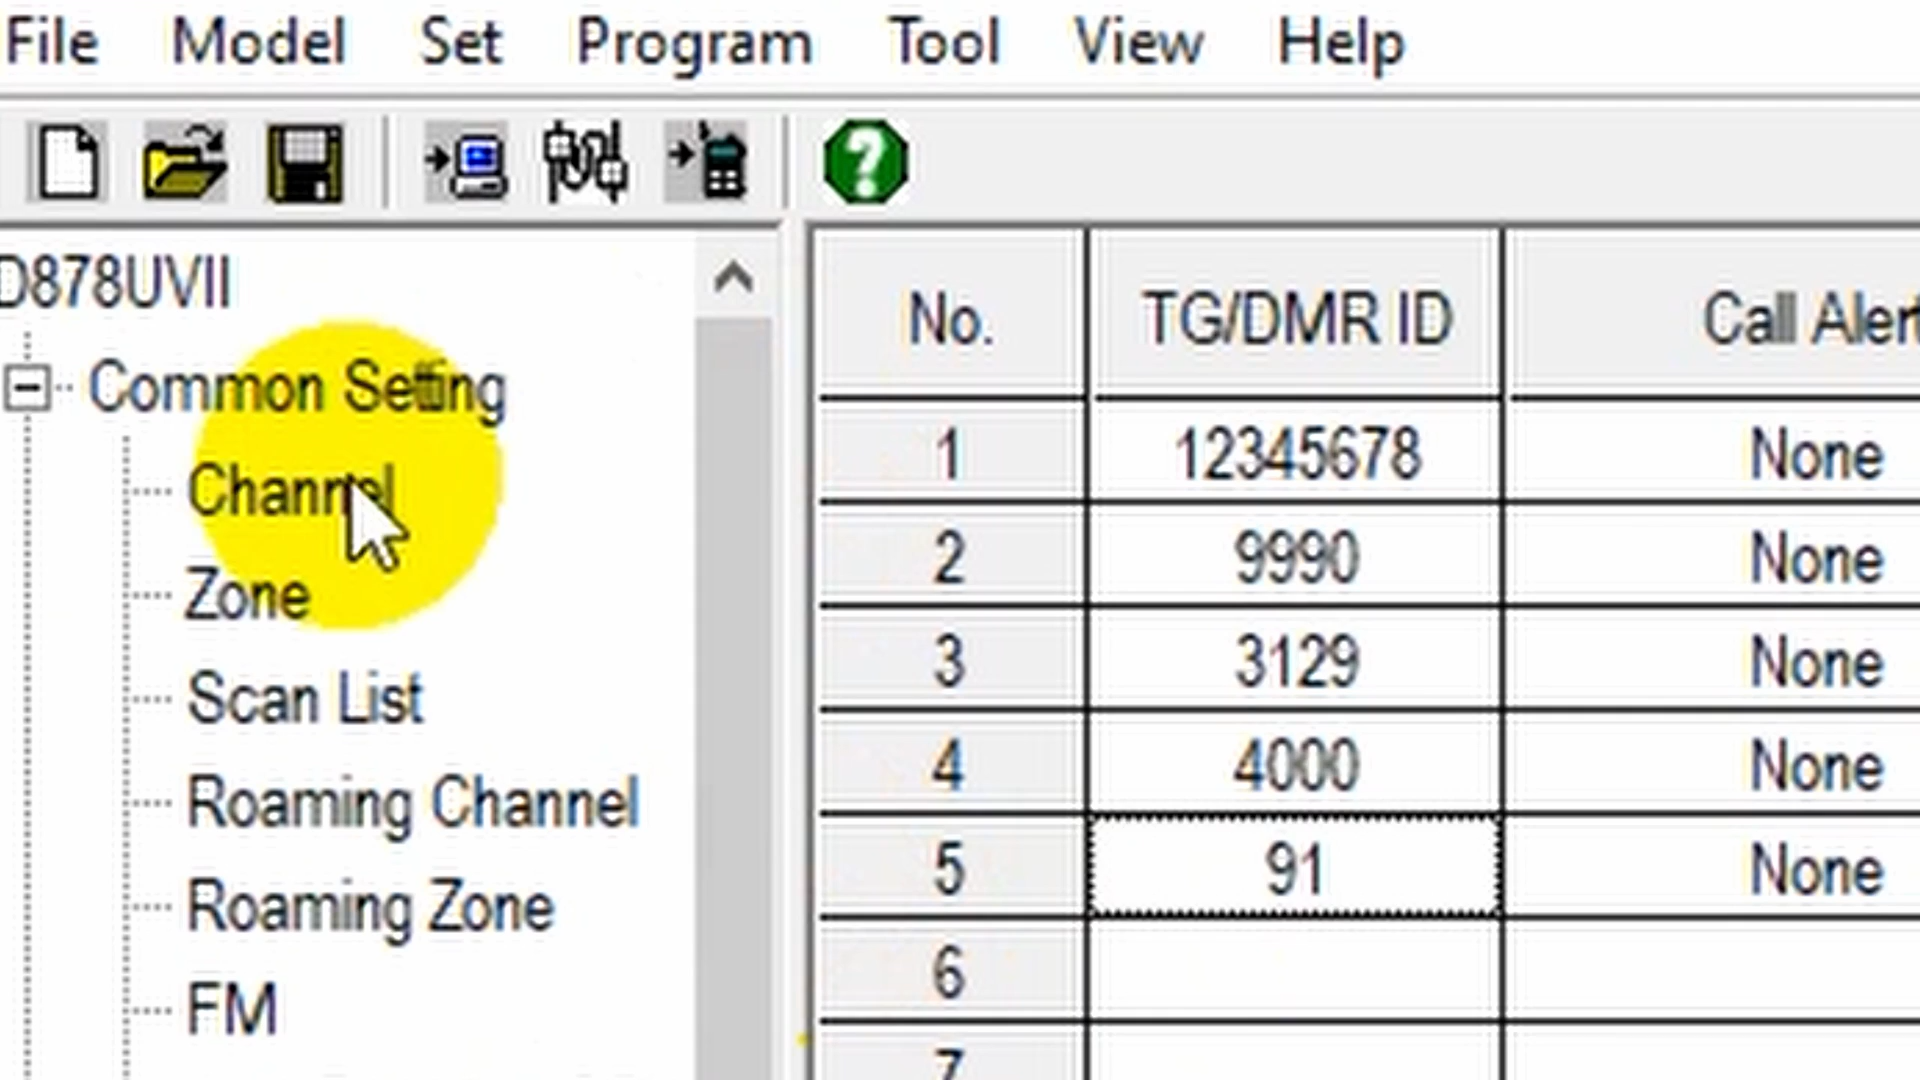 File Model Set Program Tool View Help
D878UVII
Common Setting
Channel
Zone
Scan List
Roaming Channel
Roaming Zone
FM
No. TG/DMR ID Call Alert
1 12345678 None
2 9990 None
3 3129 None
4 4000 None
5 91 None
6
7